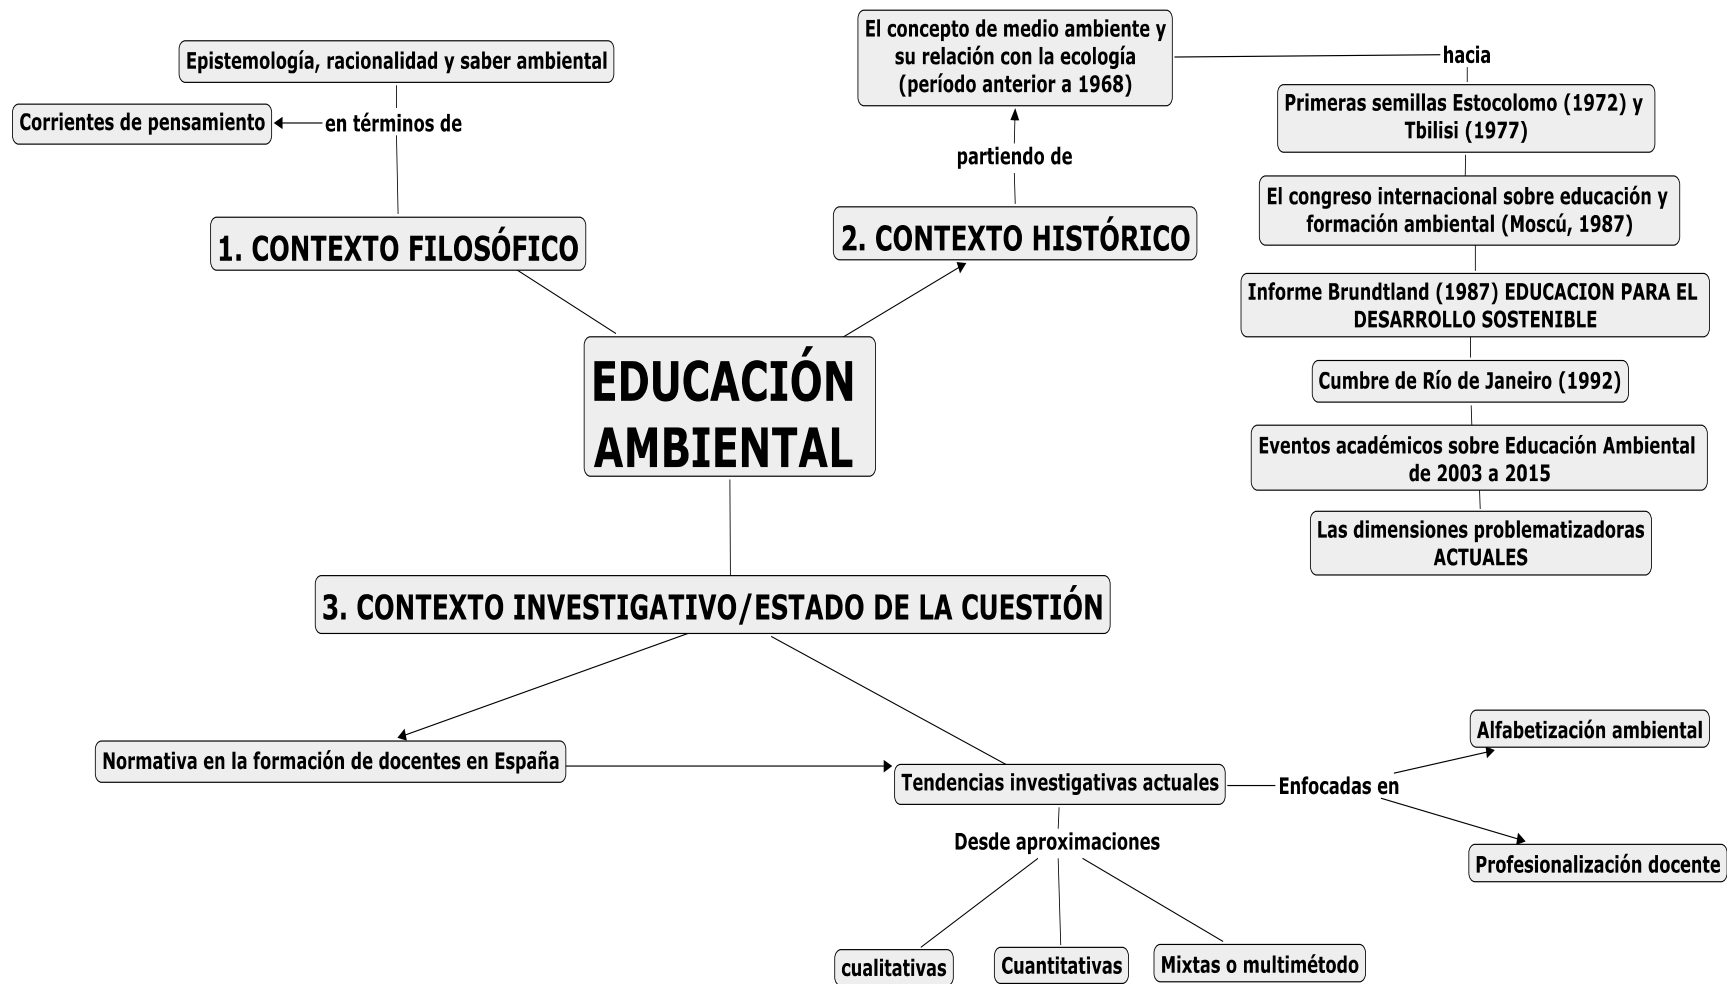 Epistemología, racionalidad y saber ambiental
Corrientes de pensamiento
en términos de
1. CONTEXTO FILOSÓFICO
El concepto de medio ambiente y
su relación con la ecología
(período anterior a 1968)
hacia
partiendo de
2. CONTEXTO HISTÓRICO
Primeras semillas Estocolomo (1972) y
Tbilisi (1977)
El congreso internacional sobre educación y
formación ambiental (Moscú, 1987)
Informe Brundtland (1987) EDUCACION PARA EL
DESARROLLO SOSTENIBLE
Cumbre de Río de Janeiro (1992)
Eventos académicos sobre Educación Ambiental
de 2003 a 2015
Las dimensiones problematizadoras
ACTUALES
EDUCACIÓN
AMBIENTAL
3. CONTEXTO INVESTIGATIVO/ESTADO DE LA CUESTIÓN
Normativa en la formación de docentes en España
Tendencias investigativas actuales
Enfocadas en
Alfabetización ambiental
Profesionalización docente
Desde aproximaciones
cualitativas
Cuantitativas
Mixtas o multimétodo